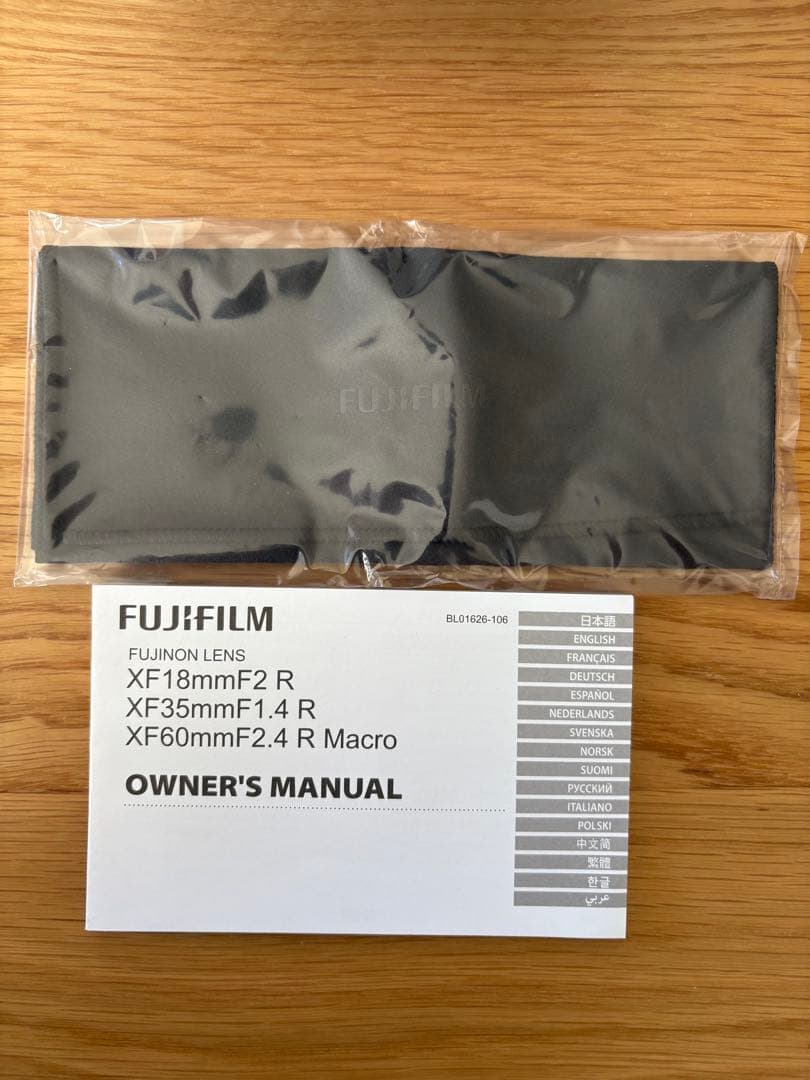 FUJIFILM
FUJIFILM
BL01626-106
FUJINON LENS
XF18mmF2 R
XF35mmF1.4 R
XF60mmF2.4 R Macro
OWNER'S MANUAL
日本語
ENGLISH
FRANÇAIS
DEUTSCH
ESPAÑOL
NEDERLANDS
SVENSKA
NORSK
SUOMI
РУССКИЙ
ITALIANO
POLSKI
中文简
繁體
한글
عربي